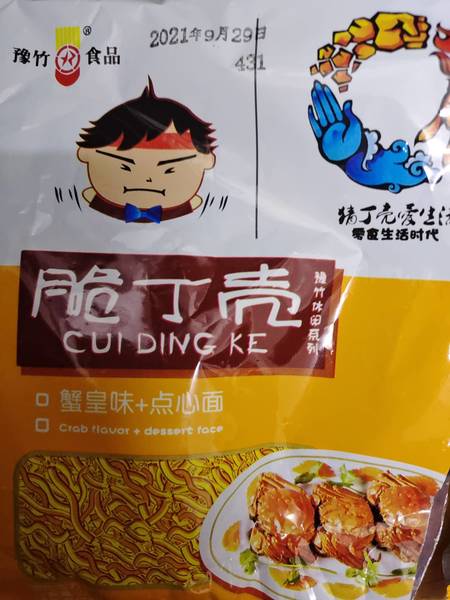 豫竹®食品
2021年9月29日
431
猜丁壳爱生活
零食生活时代
脆丁壳
CUI DING KE
豫竹休闲系列
蟹皇味+点心面
Crab flavor + dessert face